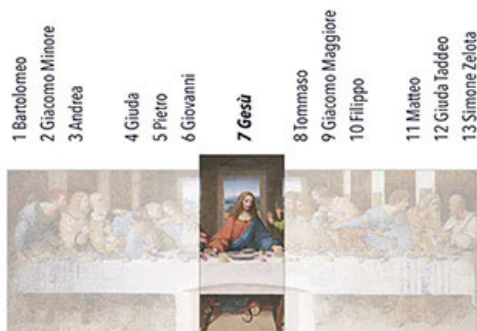 1 Bartolomeo
2 Giacomo Minore
3 Andrea
4 Giuda
5 Pietro
6 Giovanni
7 Gesù
8 Tommaso
9 Giacomo Maggiore
10 Filippo
11 Matteo
12 Giuda Taddeo
13 Simone Zelota